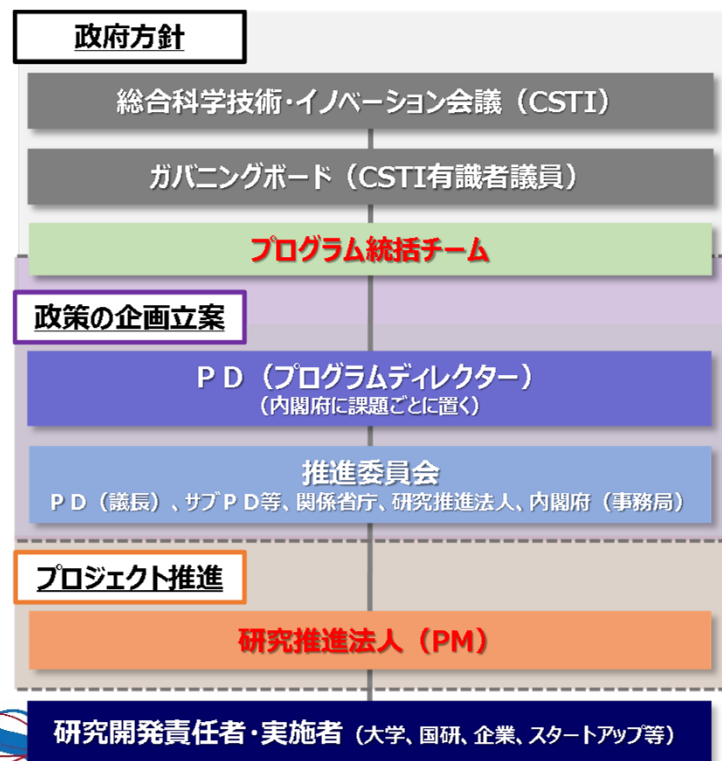 政府方針
総合科学技術・イノベーション会議（CSTI）
ガバニングボード（CSTI有識者議員）
プログラム統括チーム
政策の企画立案
ＰＤ（プログラムディレクター）
（内閣府に課題ごとに置く）
推進委員会
ＰＤ（議長）、サブＰＤ等、関係省庁、研究推進法人、内閣府（事務局）
プロジェクト推進
研究推進法人（PM）
研究開発責任者・実施者（大学、国研、企業、スタートアップ等）